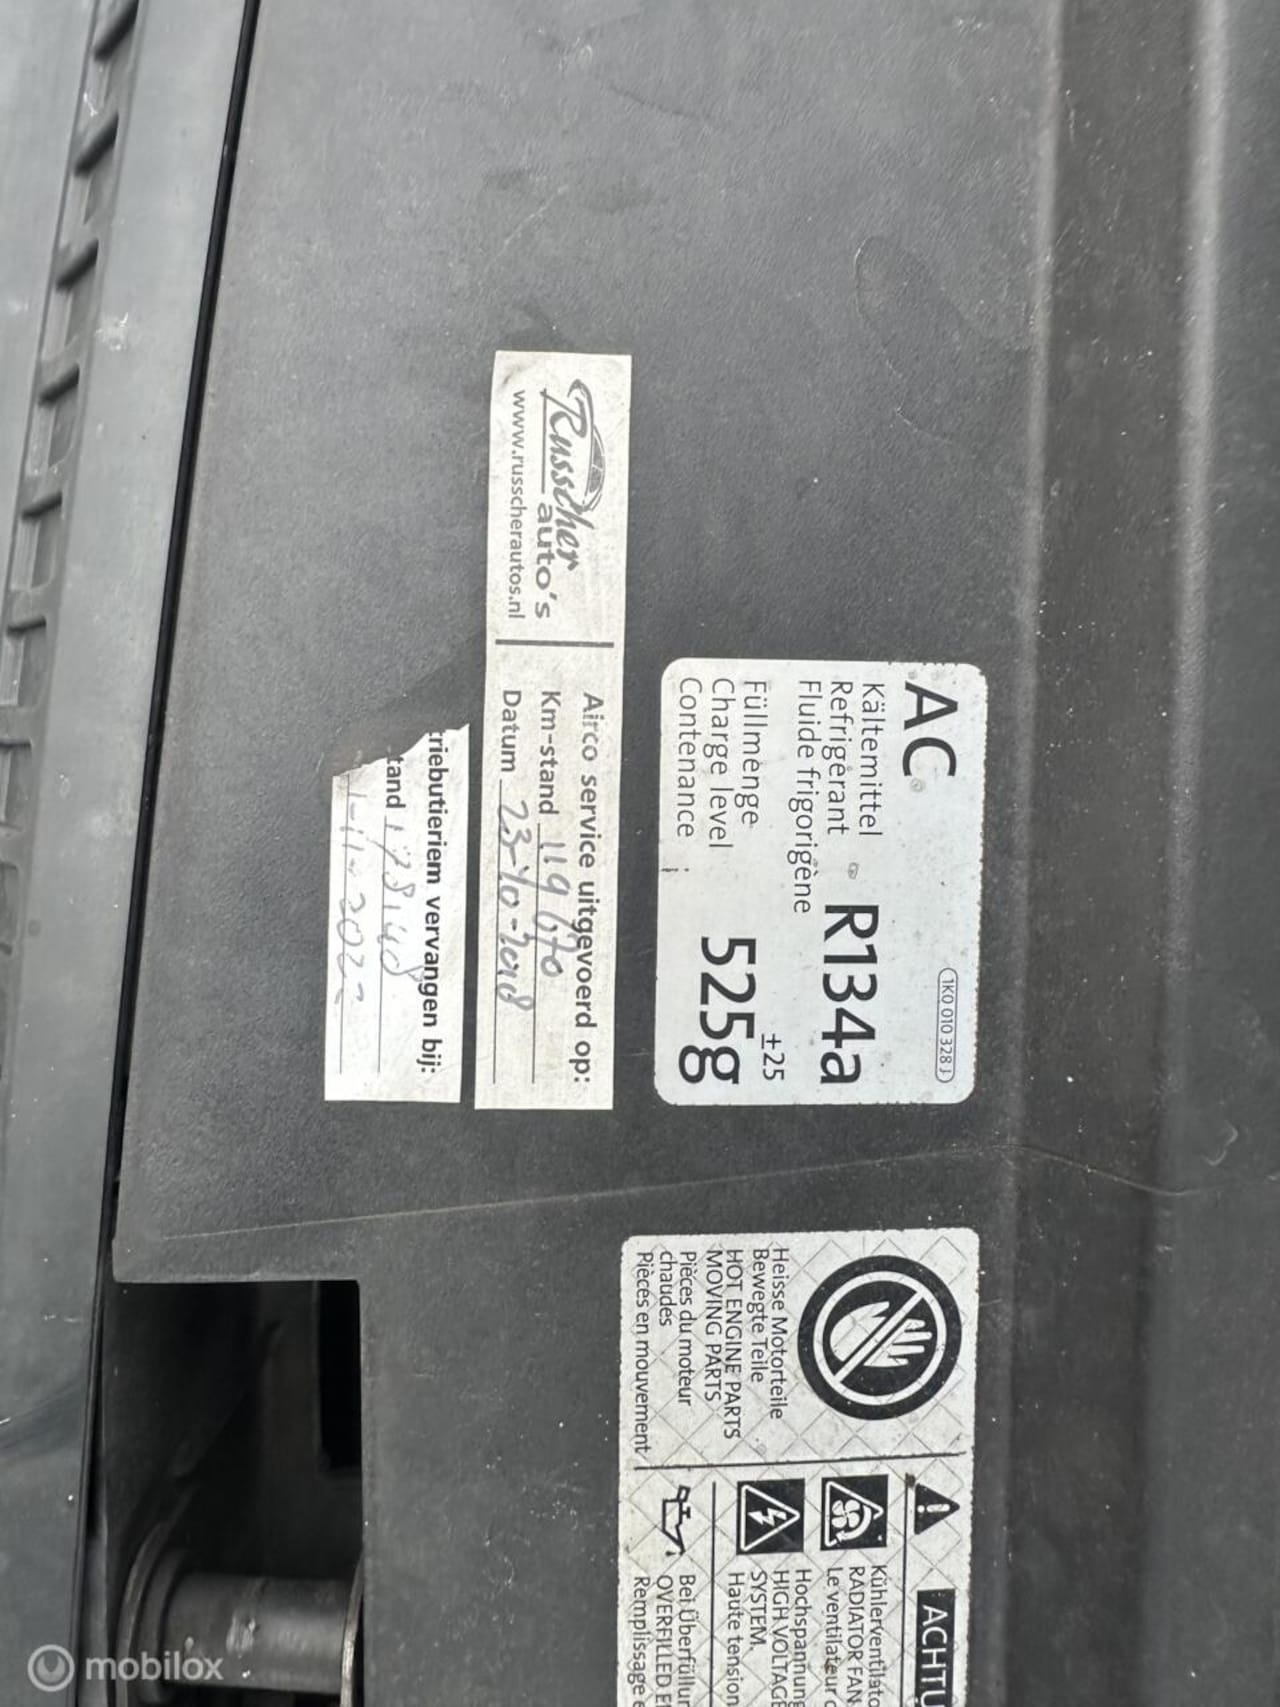 AC
1K0 010 328 J
Kältemittel
Refrigerant
Fluide frigorigène
R134a
Füllmenge
Charge level
Contenance
525g
±25
Russcher
auto's
www.russcherautos.nl
Airco service uitgevoerd op:
Km-stand 119670
Datum 23-10-2018
riebutieriem vervangen bij:
tand 178148
1-11-2022
Heisse Motorteile
Bewegte Teile
HOT ENGINE PARTS
MOVING PARTS
Pièces du moteur
chaudes
Pièces en mouvement
ACHTU
Kühlerventilato
RADIATOR FAN
Le ventilateur
Hochspannung
HIGH VOLTAGE
SYSTEM.
Haute tension
Bei Überfüllun
OVERFILLED E
Remplissage e
mobilox